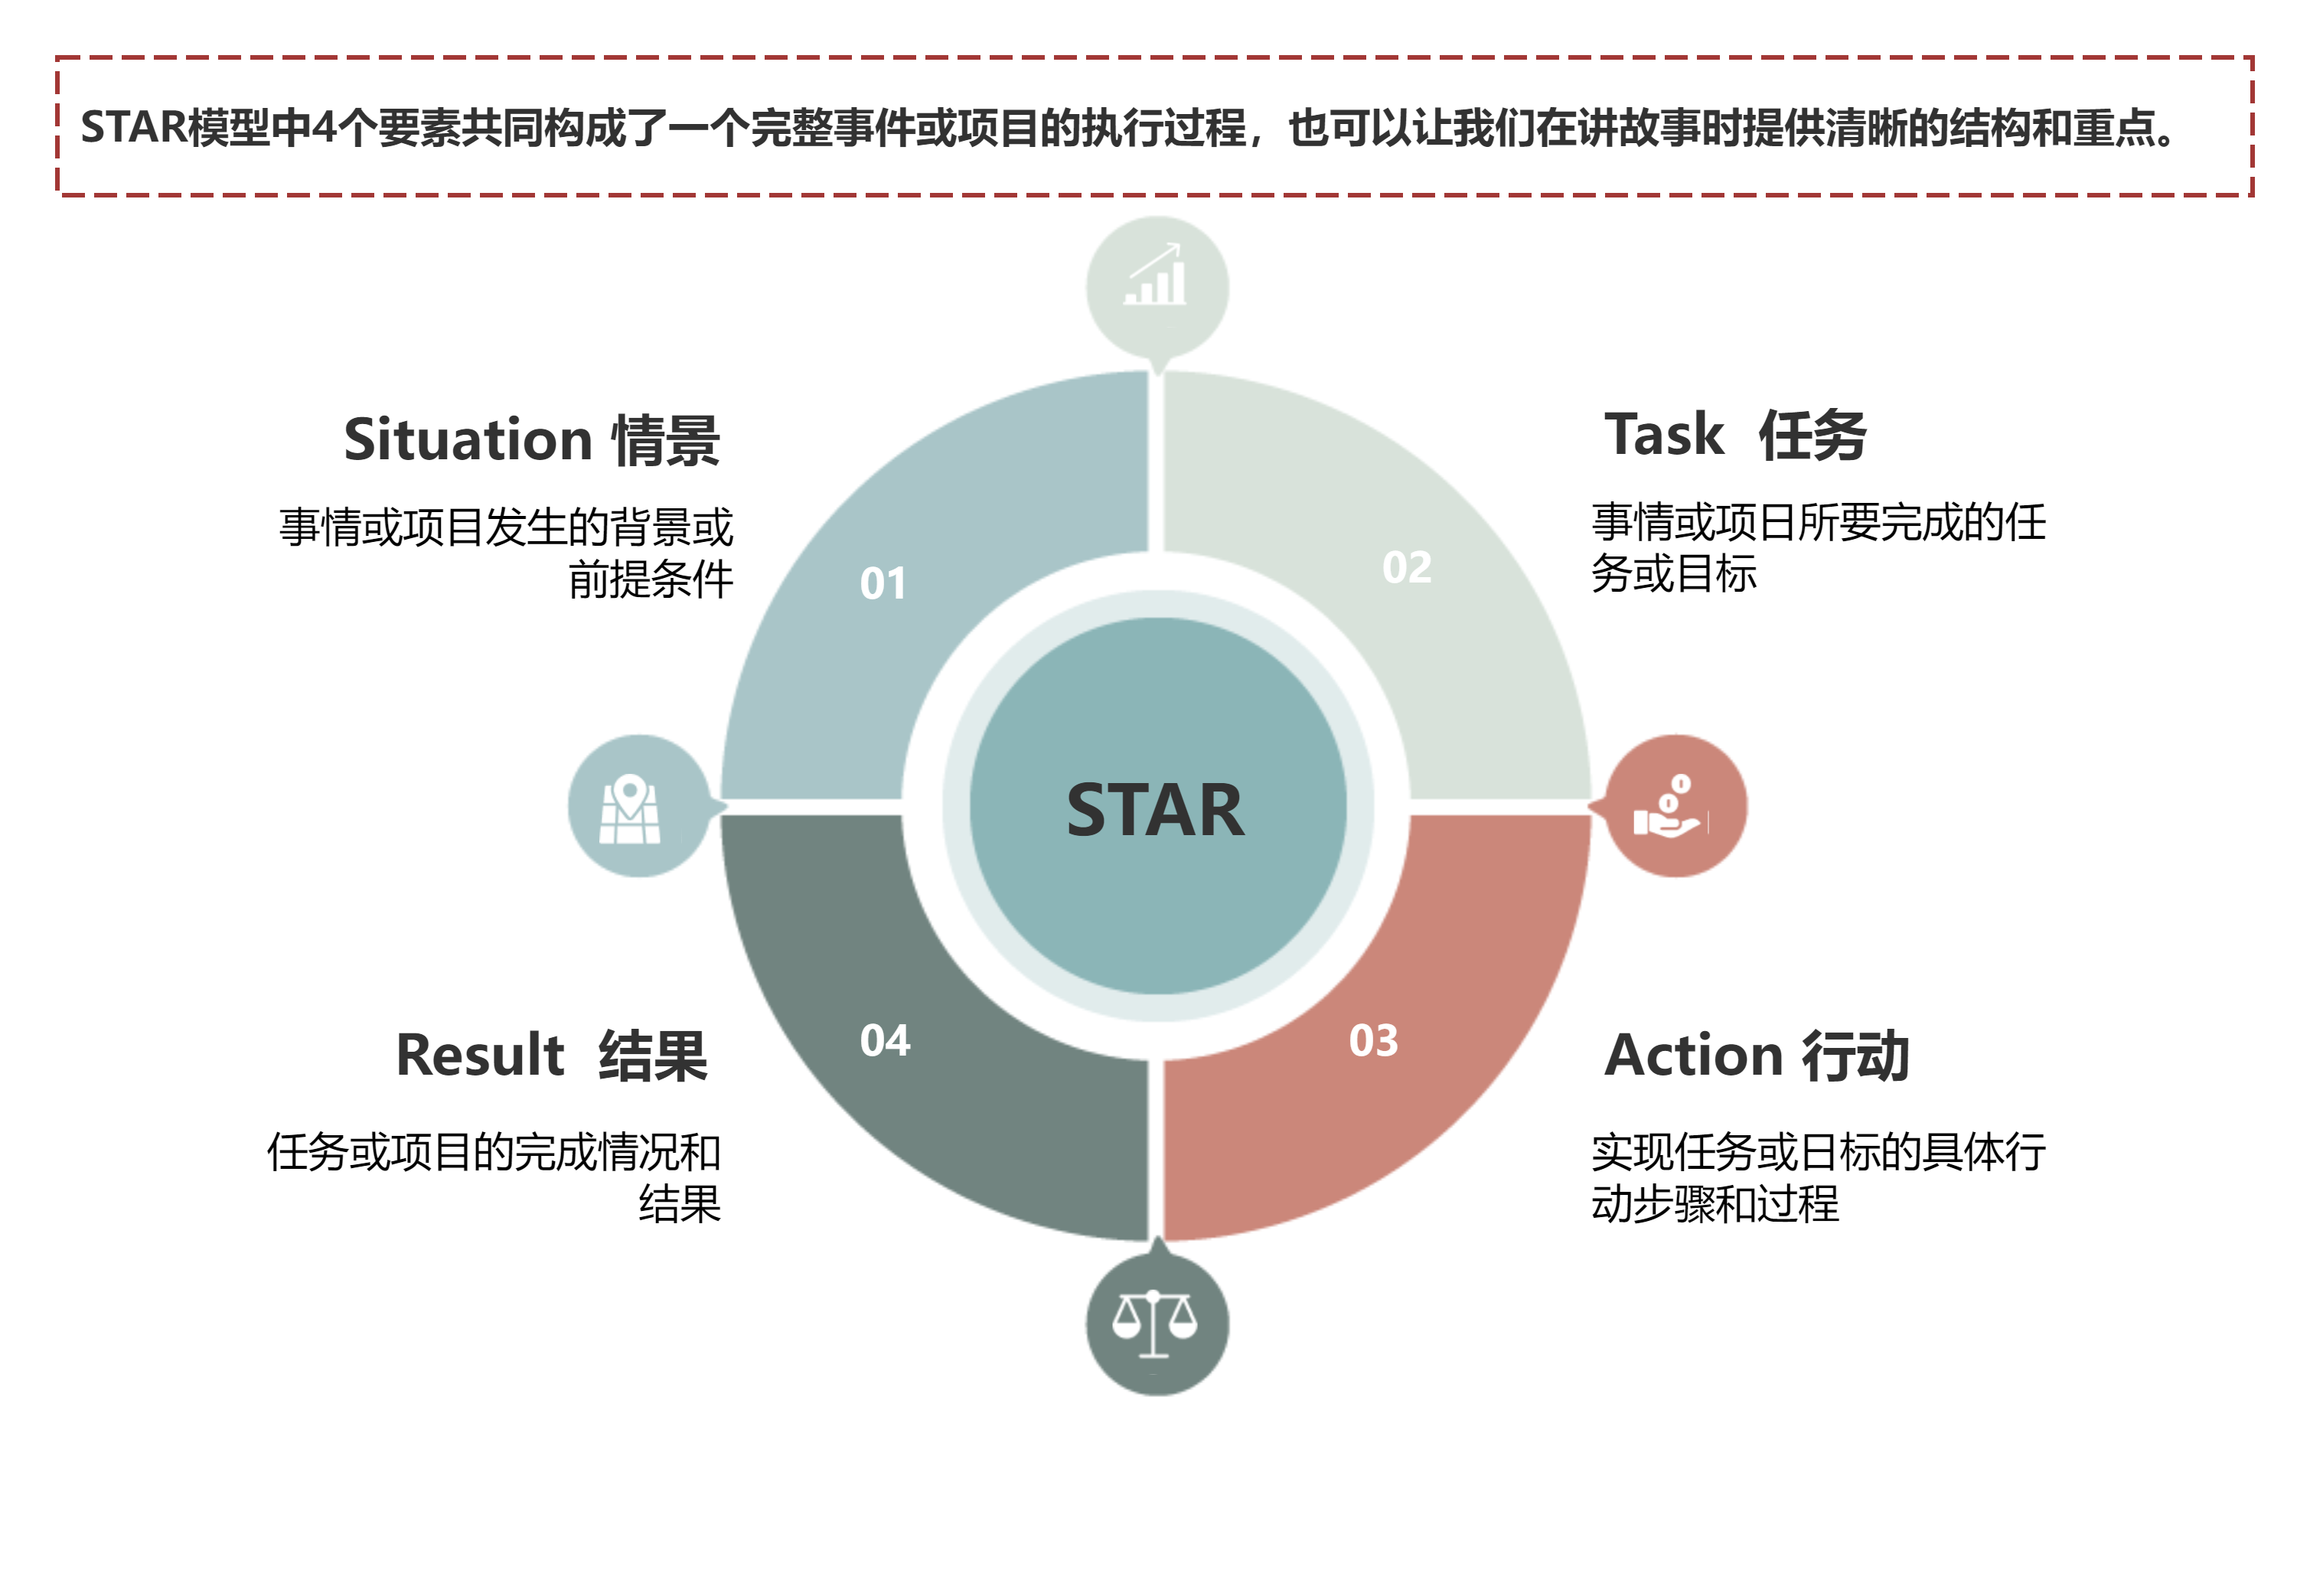 STAR模型中4个要素共同构成了一个完整事件或项目的执行过程，也可以让我们在讲故事时提供清晰的结构和重点。
Situation 情景
事情或项目发生的背景或
前提条件
01
Task 任务
事情或项日所要完成的任
务或目标
02
STAR
Result 结果
任务或项目的完成情况和
结果
04
03
Action 行动
实现任务或日标的具体行
动步骤和过程